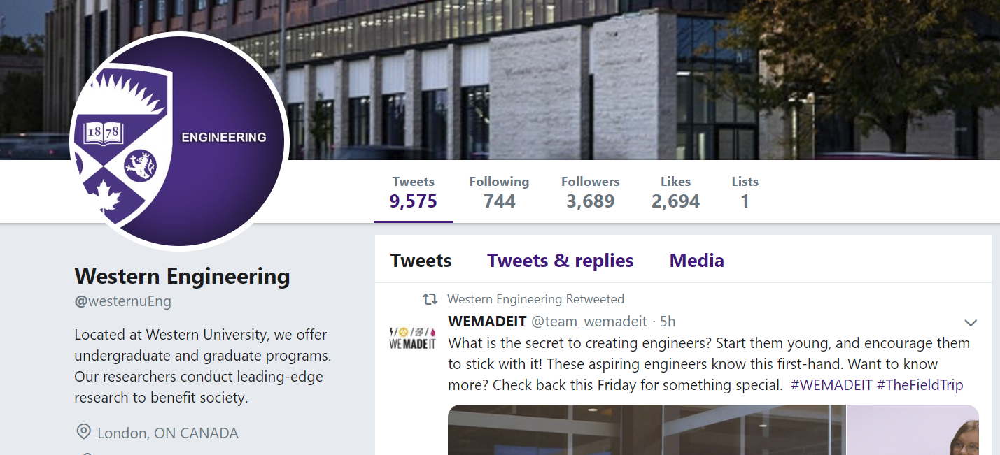 1878
ENGINEERING
Tweets
9,575
Following
744
Followers
3,689
Likes
2,694
Lists
1
Western Engineering
@westernuEng
Located at Western University, we offer
undergraduate and graduate programs.
Our researchers conduct leading-edge
research to benefit society.
London, ON CANADA
Tweets Tweets & replies Media
Western Engineering Retweeted
WE MADE IT
WEMADEIT @team_wemadeit · 5h
What is the secret to creating engineers? Start them young, and encourage them
to stick with it! These aspiring engineers know this first-hand. Want to know
more? Check back this Friday for something special. #WEMADEIT #TheFieldTrip